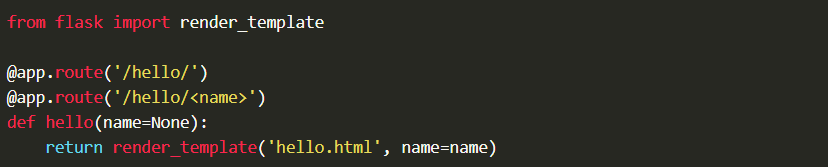 from flask import render_template

@app.route('/hello/')
@app.route('/hello/<name>')
def hello(name=None):
    return render_template('hello.html', name=name)